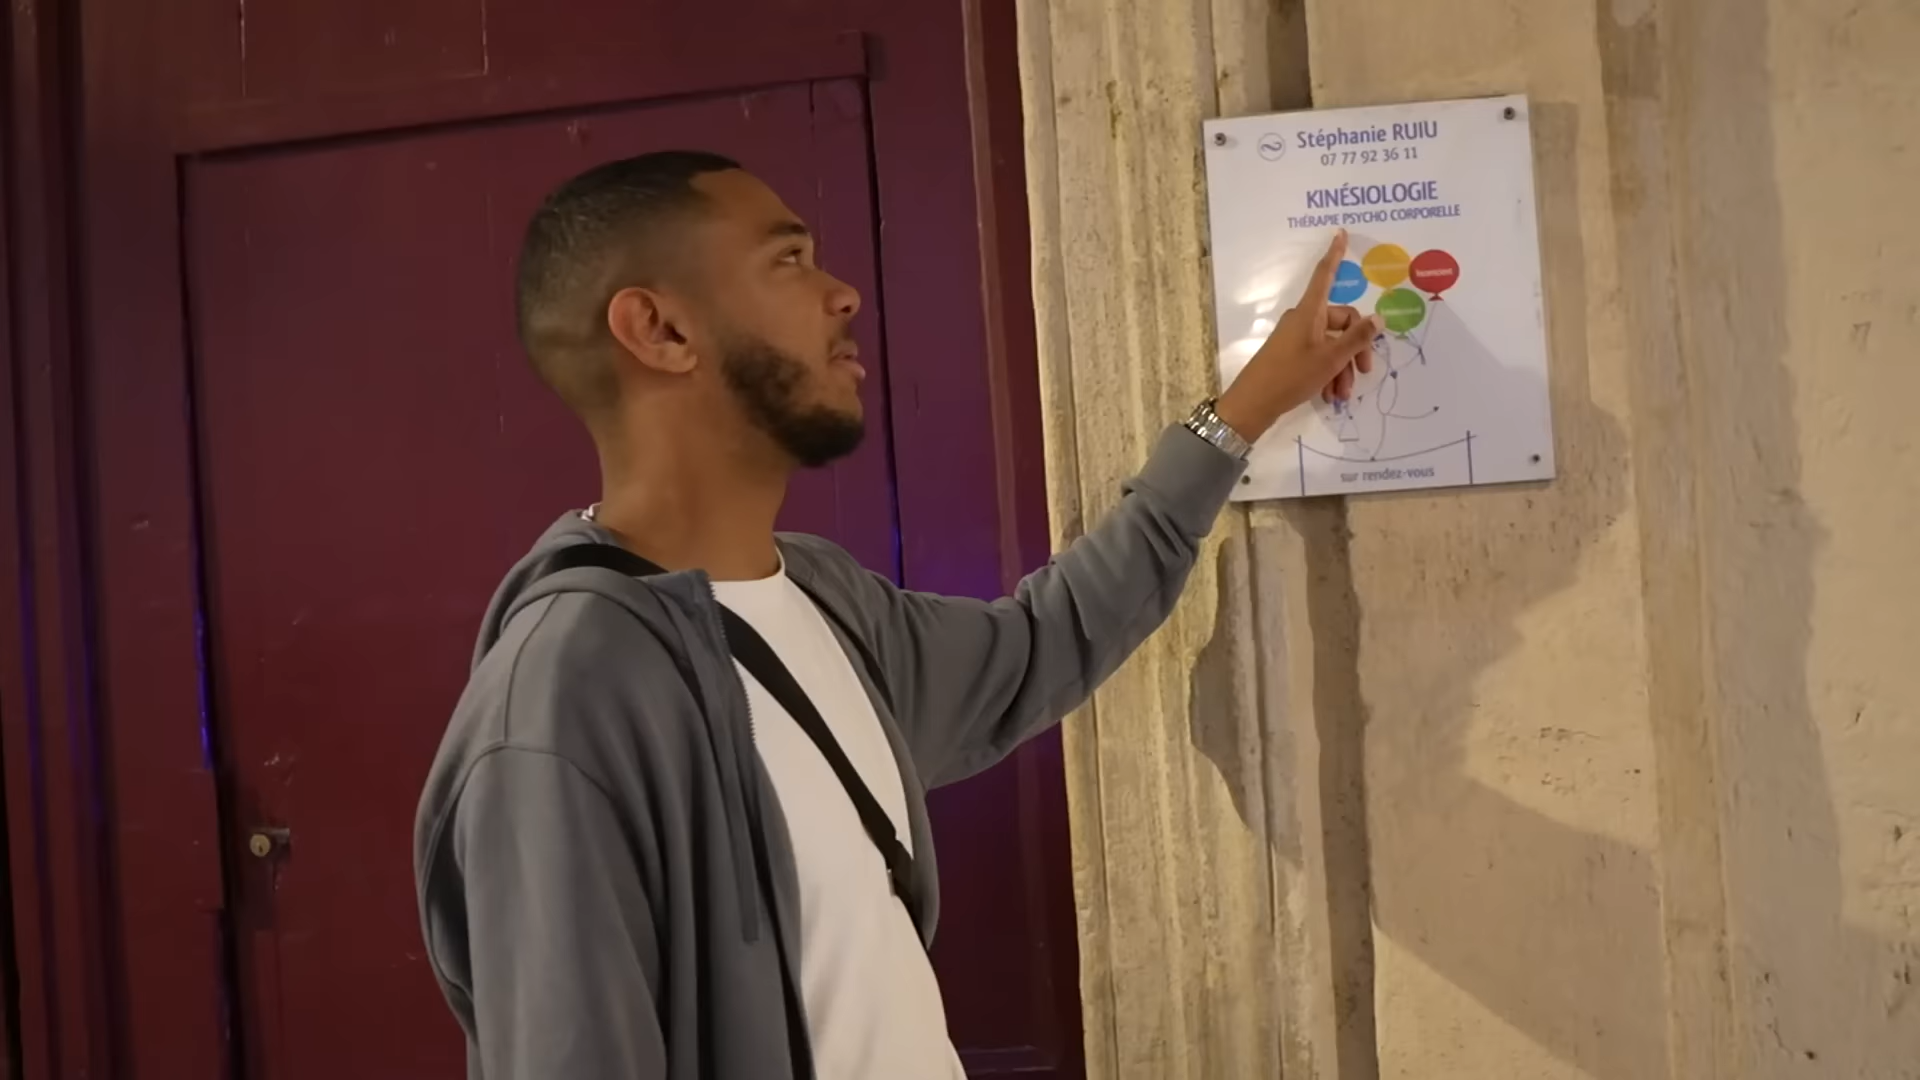 Stéphanie RUIU
07 77 92 36 11
KINÉSIOLOGIE
THÉRAPIE PSYCHO CORPORELLE
sur rendez-vous